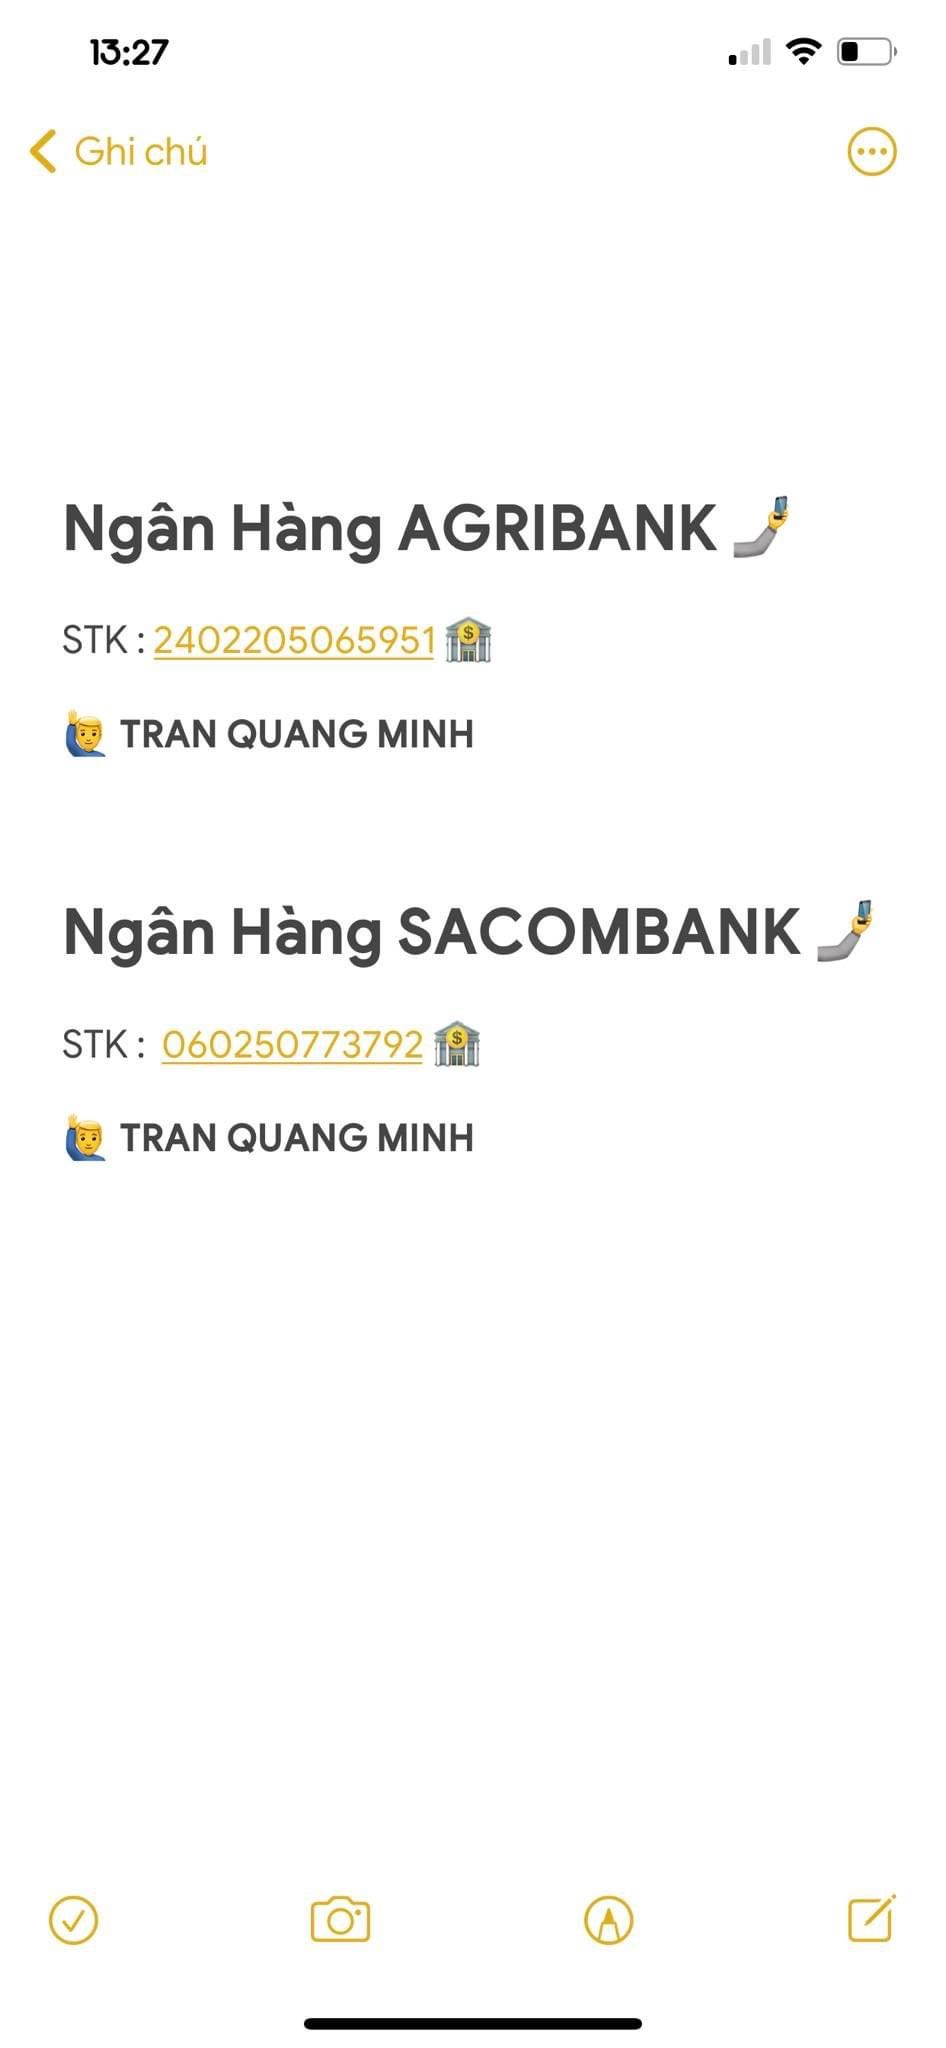 13:27
Ghi chú
Ngân Hàng AGRIBANK
STK : 2402205065951
TRAN QUANG MINH
Ngân Hàng SACOMBANK
STK : 060250773792
TRAN QUANG MINH